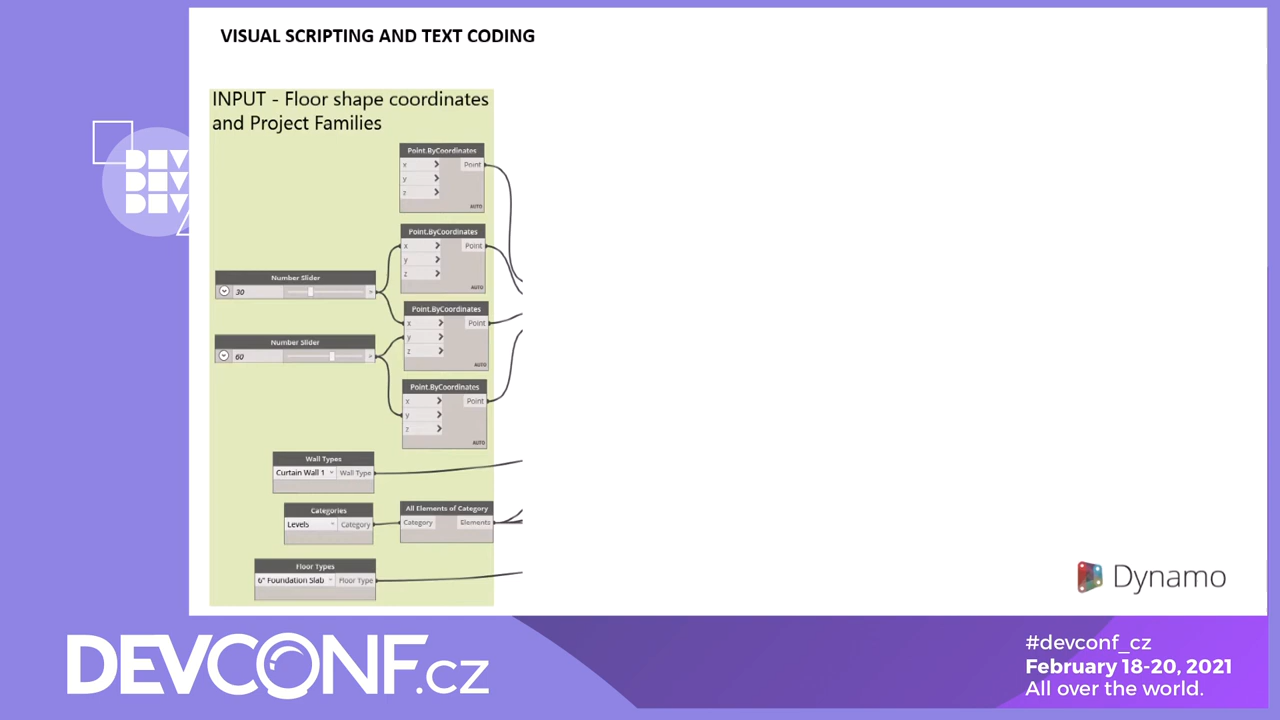 VISUAL SCRIPTING AND TEXT CODING
INPUT - Floor shape coordinates
and Project Families
Point.ByCoordinates
x > Point
y >
z >
AUTO
Point.ByCoordinates
x > Point
y >
z >
AUTO
Number Slider
30 >
Point.ByCoordinates
x > Point
y >
z >
AUTO
Number Slider
60 >
Point.ByCoordinates
x > Point
y >
z >
AUTO
Wall Types
Curtain Wall 1 Wall Type
Categories
Levels Category
All Elements of Category
Category Elements
Floor Types
6" Foundation Slab Floor Type
Dynamo
DEV
DEV
DEV
DEVCONF.cz
#devconf_cz
February 18-20, 2021
All over the world.